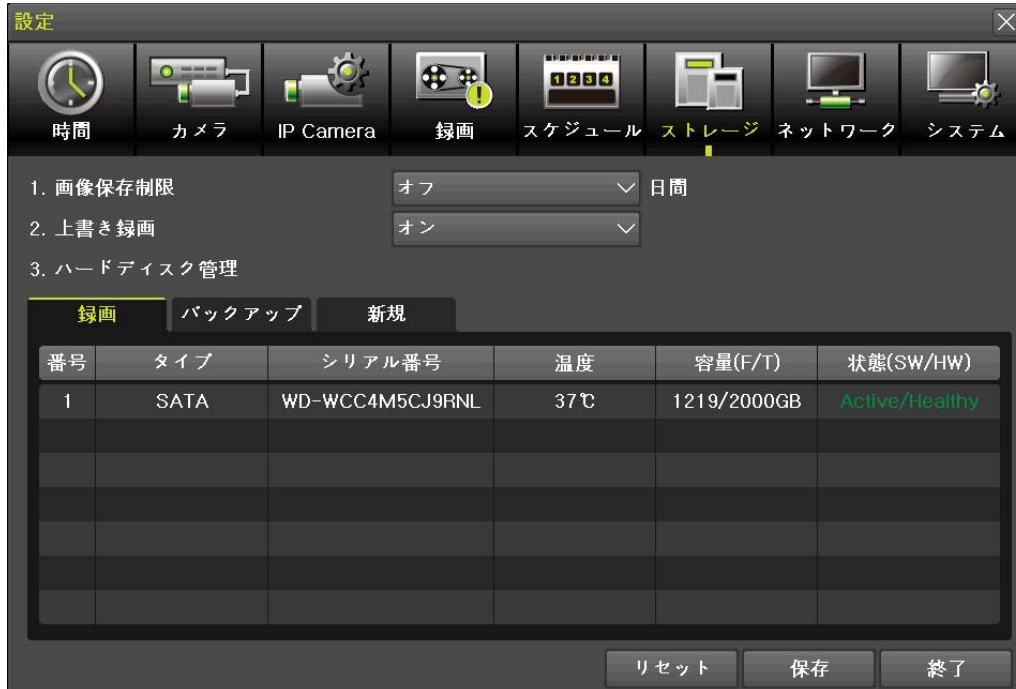 設定
時間 カメラ IP Camera 録画 スケジュール ストレージ ネットワーク システム
1. 画像保存制限 オフ 日間
2. 上書き録画 オン
3. ハードディスク管理
録画 バックアップ 新規
番号 タイプ シリアル番号 温度 容量(F/T) 状態(SW/HW)
1 SATA WD-WCC4M5CJ9RNL 37℃ 1219/2000GB Active/Healthy
リセット 保存 終了